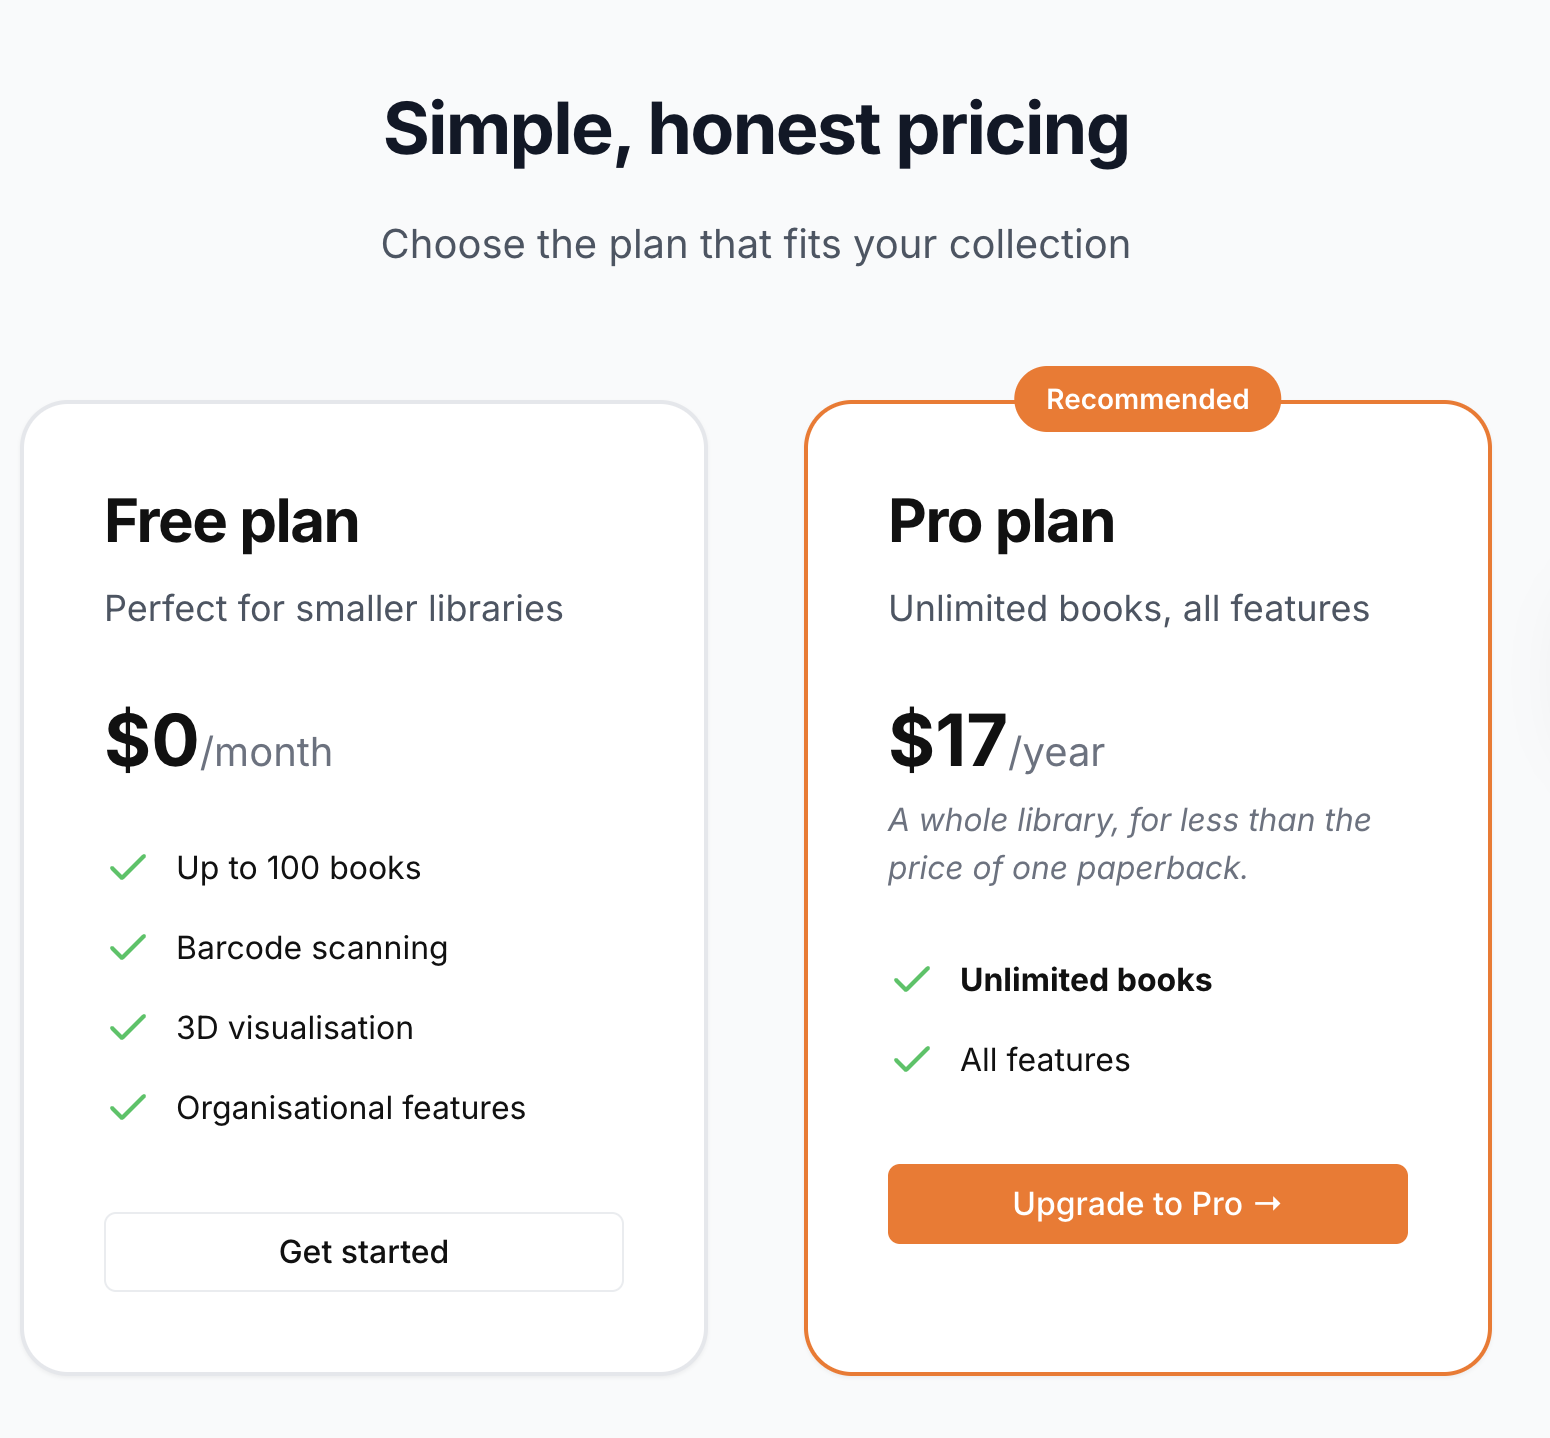 Simple, honest pricing
Choose the plan that fits your collection
Free plan
Perfect for smaller libraries
$0/month
Up to 100 books
Barcode scanning
3D visualisation
Organisational features
Get started
Recommended
Pro plan
Unlimited books, all features
$17/year
A whole library, for less than the
price of one paperback.
Unlimited books
All features
Upgrade to Pro →